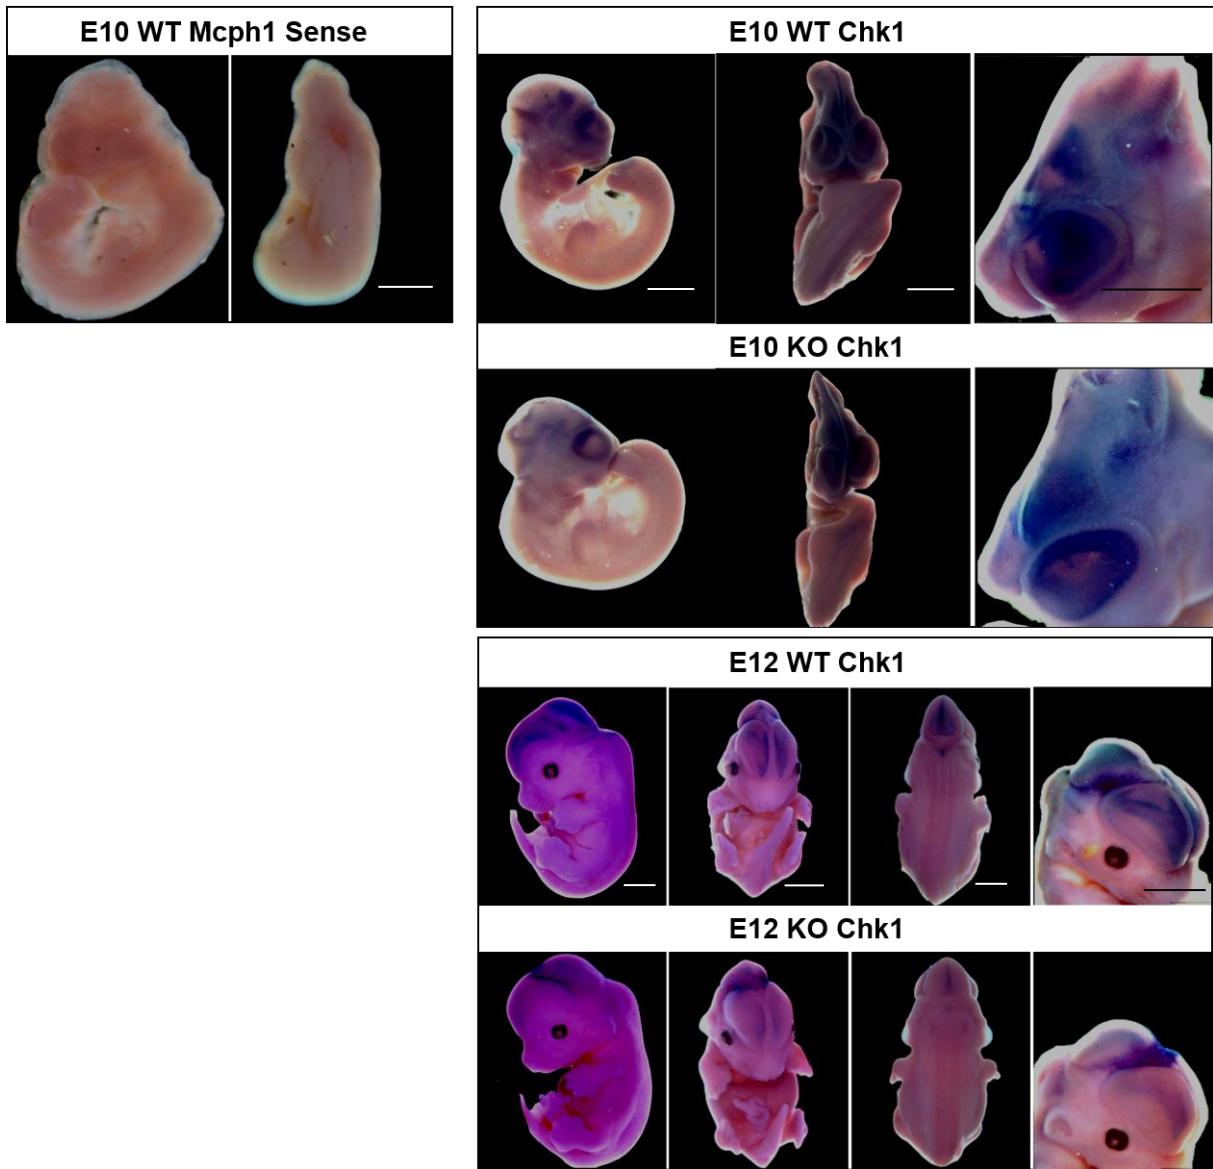 E10 WT Mcph1 Sense
E10 WT Chk1
E10 KO Chk1
E12 WT Chk1
E12 KO Chk1